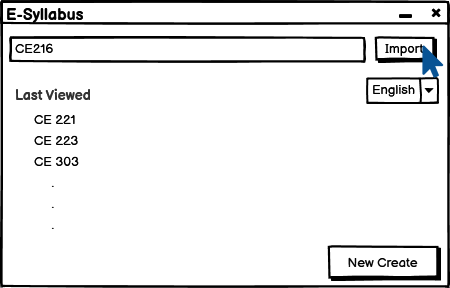 E-Syllabus
CE216
Import
English
Last Viewed
CE 221
CE 223
CE 303
.
.
.
New Create